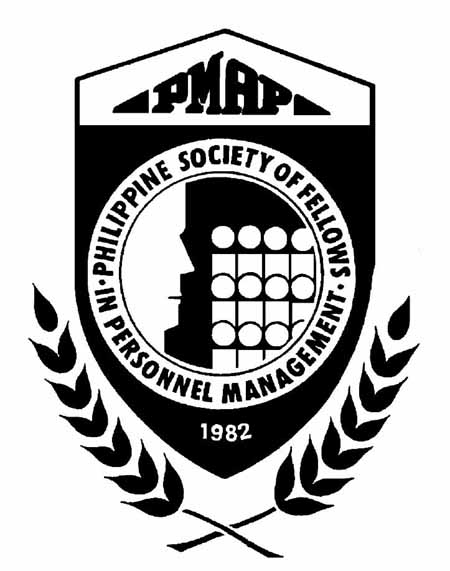 PMAP
PHILIPPINE SOCIETY OF FELLOWS
IN PERSONNEL MANAGEMENT
1982